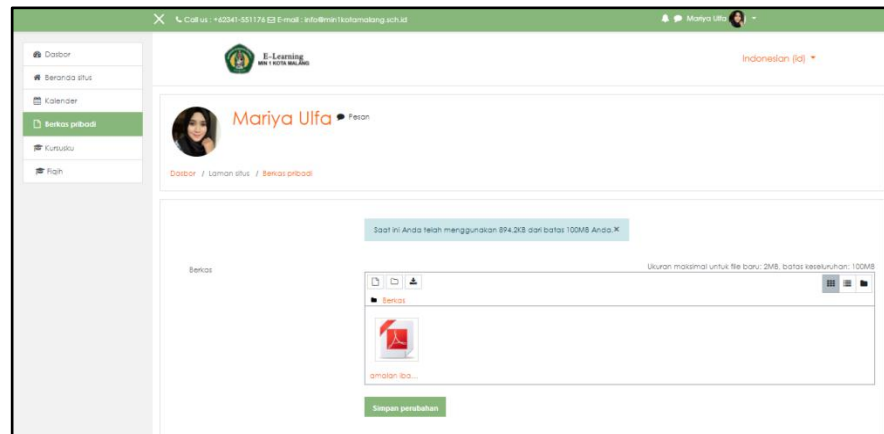 Call us : +62341-551176 E-mail : info@min1kotamalang.sch.id
Mariya Ulfa
Dasbor
Beranda situs
Kalender
Berkas pribadi
Kursusku
Fiqih
E-Learning
MIN 1 KOTA MALANG
Indonesian (id)
Mariya Ulfa Pesan
Dasbor / Laman situs / Berkas pribadi
Saat ini Anda telah menggunakan 894.2KB dari batas 100MB Anda.
Berkas
Ukuran maksimal untuk file baru: 2MB, batas keseluruhan: 100MB
Berkas
amalan iba...
Simpan perubahan